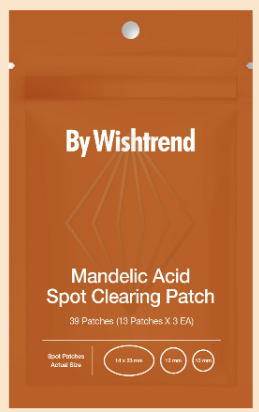 By Wishtrend
Mandelic Acid
Spot Clearing Patch
39 Patches (13 Patches X 3 EA)
Spot Patches
Actual Size
14 x 23 mm
12 mm
10 mm